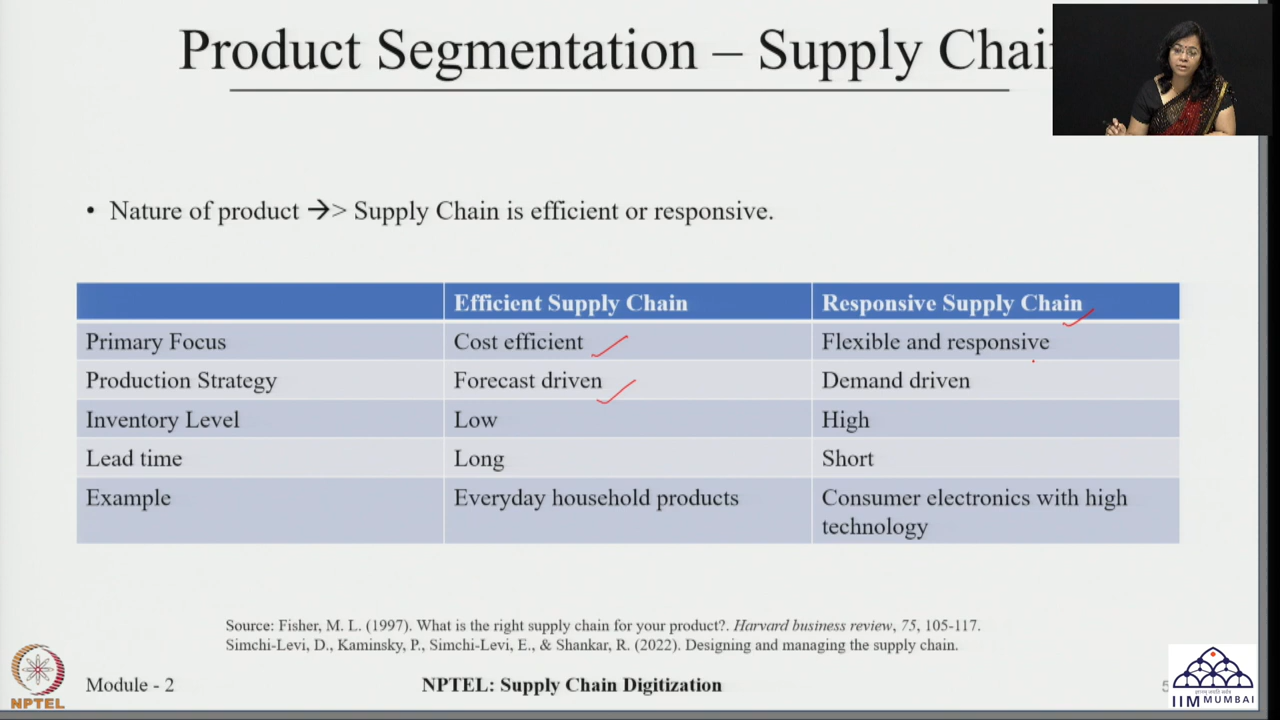 Product Segmentation – Supply Chain
• Nature of product →> Supply Chain is efficient or responsive.
Efficient Supply Chain Responsive Supply Chain
Primary Focus Cost efficient Flexible and responsive
Production Strategy Forecast driven Demand driven
Inventory Level Low High
Lead time Long Short
Example Everyday household products Consumer electronics with high
technology
Source: Fisher, M. L. (1997). What is the right supply chain for your product?. Harvard business review, 75, 105-117.
Simchi-Levi, D., Kaminsky, P., Simchi-Levi, E., & Shankar, R. (2022). Designing and managing the supply chain.
NPTEL
Module - 2
NPTEL: Supply Chain Digitization
IIM MUMBAI